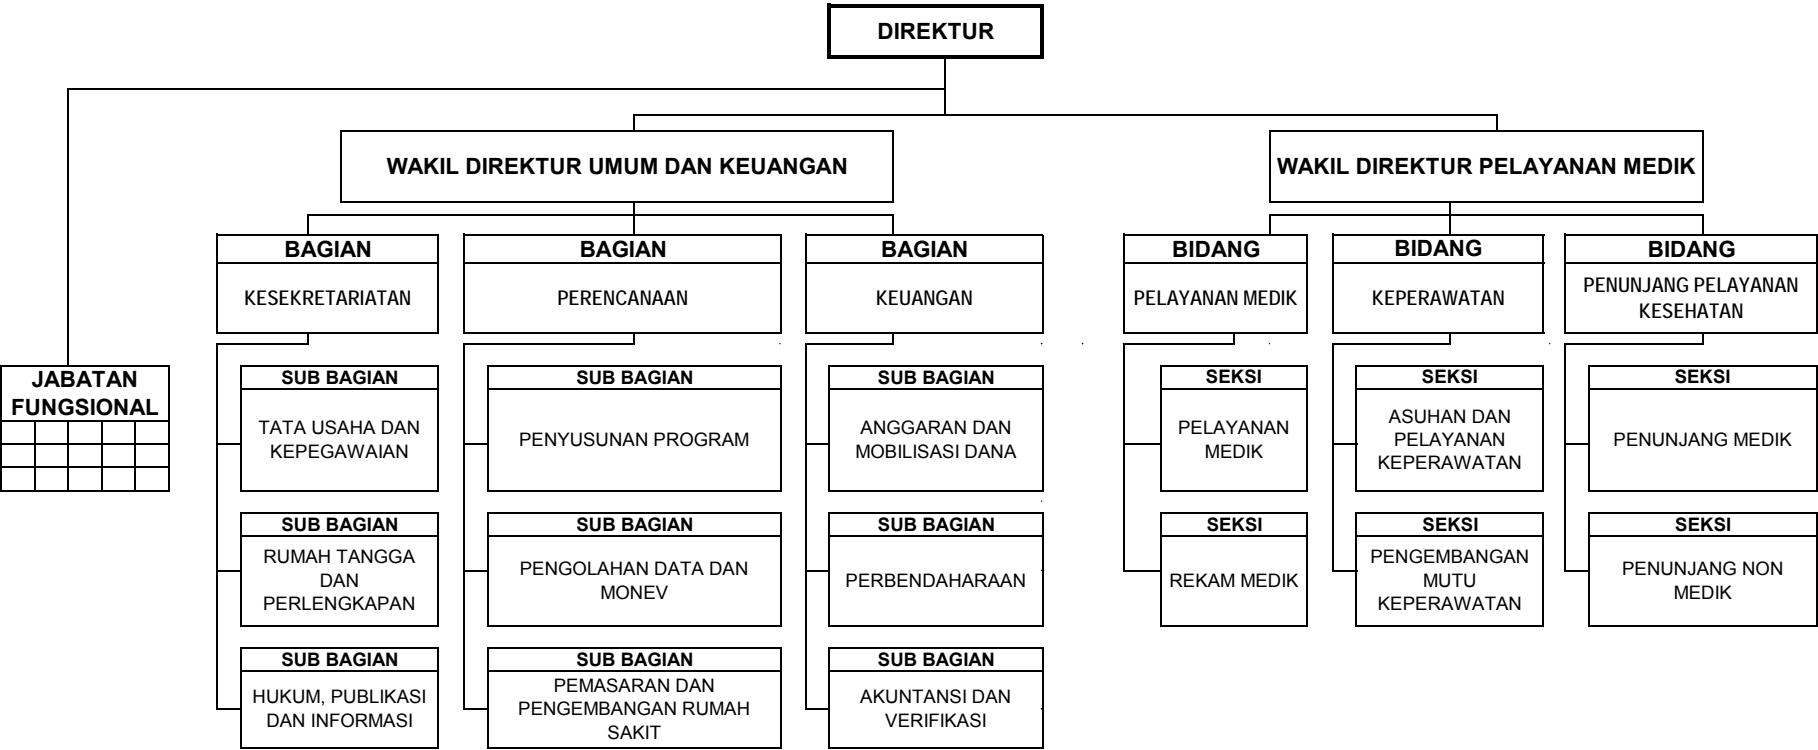 DIREKTUR
WAKIL DIREKTUR UMUM DAN KEUANGAN
WAKIL DIREKTUR PELAYANAN MEDIK
BAGIAN
KESEKRETARIATAN
BAGIAN
PERENCANAAN
BAGIAN
KEUANGAN
BIDANG
PELAYANAN MEDIK
BIDANG
KEPERAWATAN
BIDANG
PENUNJANG PELAYANAN
KESEHATAN
JABATAN
FUNGSIONAL
SUB BAGIAN
TATA USAHA DAN
KEPEGAWAIAN
SUB BAGIAN
PENYUSUNAN PROGRAM
SUB BAGIAN
ANGGARAN DAN
MOBILISASI DANA
SEKSI
PELAYANAN
MEDIK
SEKSI
ASUHAN DAN
PELAYANAN
KEPERAWATAN
SEKSI
PENUNJANG MEDIK
SUB BAGIAN
RUMAH TANGGA
DAN
PERLENGKAPAN
SUB BAGIAN
PENGOLAHAN DATA DAN
MONEV
SUB BAGIAN
PERBENDAHARAAN
SEKSI
REKAM MEDIK
SEKSI
PENGEMBANGAN
MUTU
KEPERAWATAN
SEKSI
PENUNJANG NON
MEDIK
SUB BAGIAN
HUKUM, PUBLIKASI
DAN INFORMASI
SUB BAGIAN
PEMASARAN DAN
PENGEMBANGAN RUMAH
SAKIT
SUB BAGIAN
AKUNTANSI DAN
VERIFIKASI